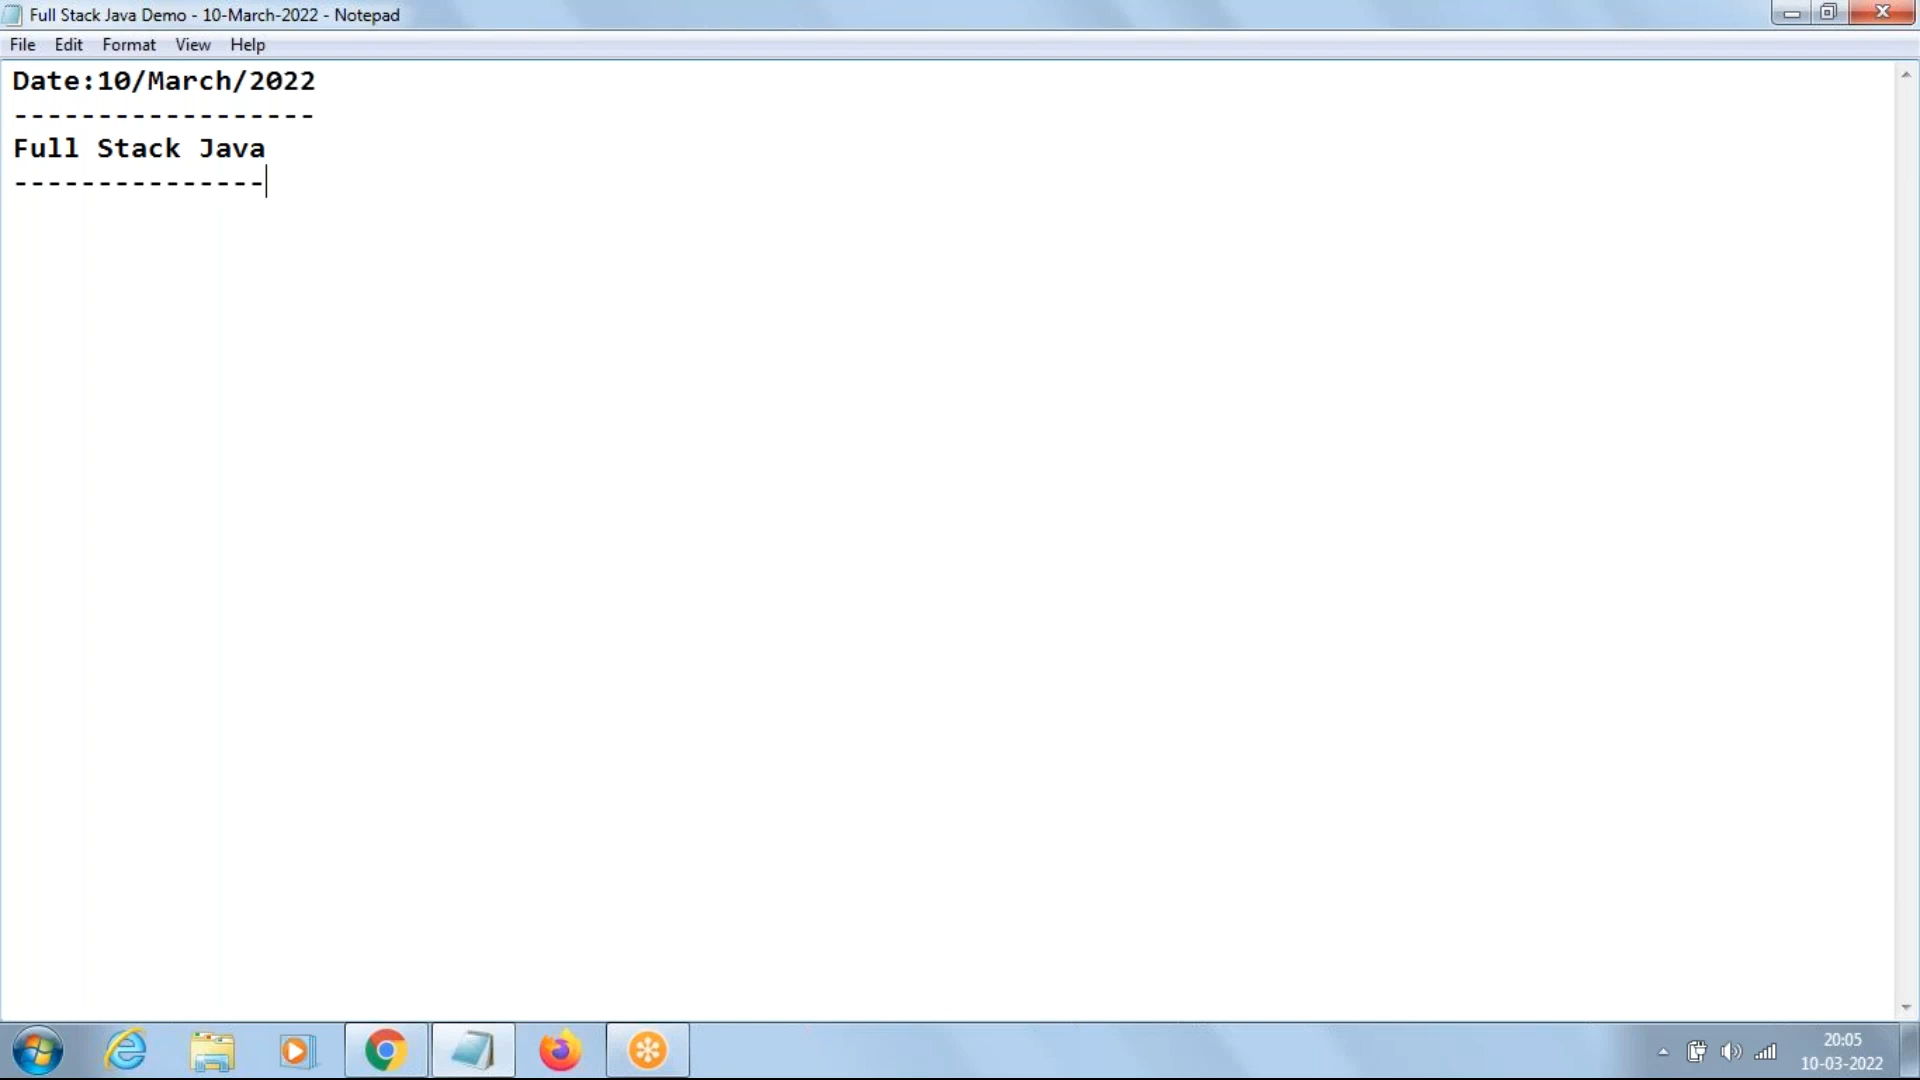 Full Stack Java Demo - 10-March-2022 - Notepad
File Edit Format View Help
Date:10/March/2022
------------------
Full Stack Java
---------------
20:05
10-03-2022